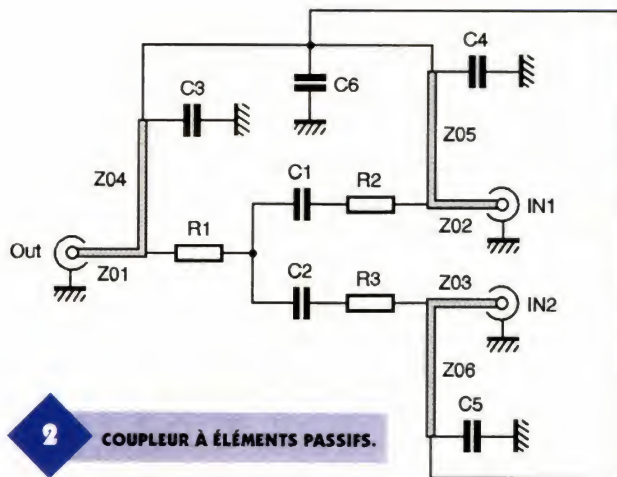 C4
C3
C6
Z05
Z04
C1
R2
R1
IN1
Z02
Out
Z01
C2
R3
Z03
IN2
Z06
C5
2
COUPLEUR À ÉLÉMENTS PASSIFS.